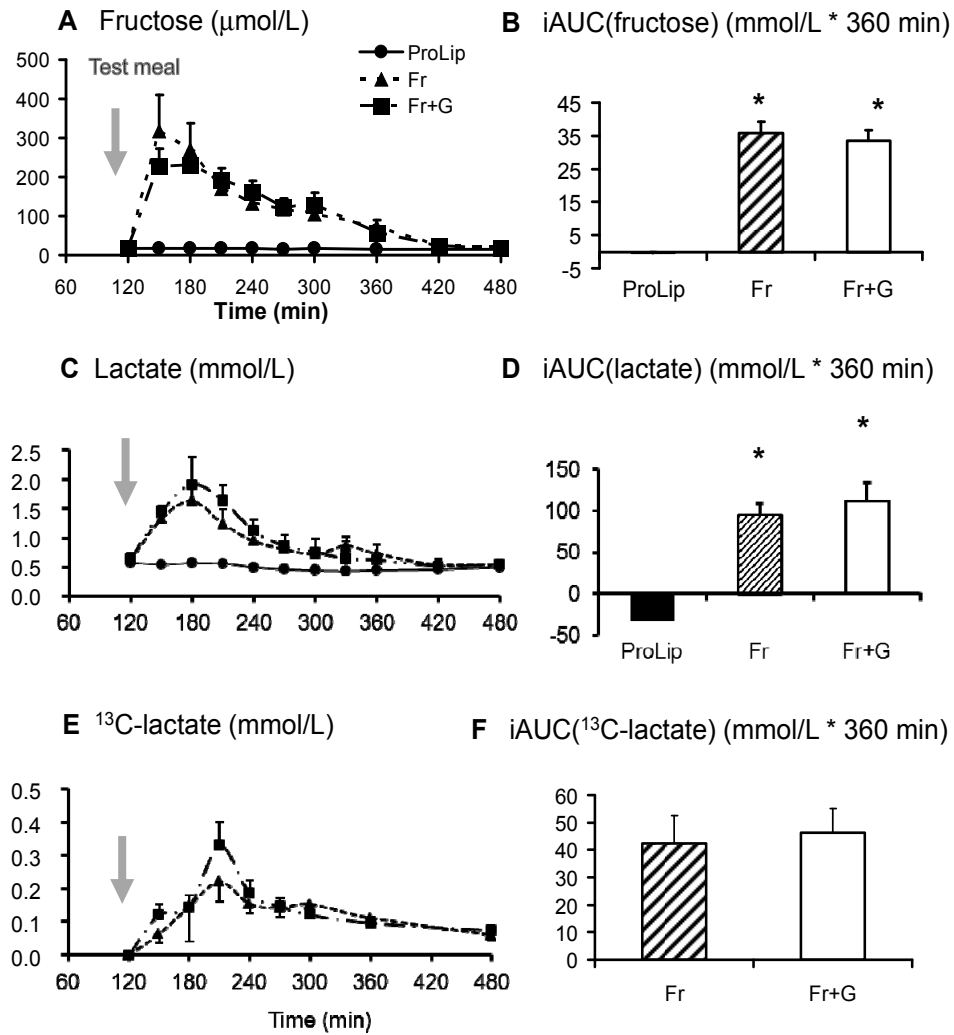 A Fructose (μmol/L)
Test meal
ProLip
Fr
Fr+G
500
400
300
200
100
0
60 120 180 240 300 360 420 480
Time (min)
B iAUC(fructose) (mmol/L * 360 min)
45
35
25
15
5
-5
* *
ProLip Fr Fr+G
C Lactate (mmol/L)
2.5
2.0
1.5
1.0
0.5
0.0
60 120 180 240 300 360 420 480
D iAUC(lactate) (mmol/L * 360 min)
150
100
50
0
-50
* *
ProLip Fr Fr+G
E ¹³C-lactate (mmol/L)
0.5
0.4
0.3
0.2
0.1
0.0
60 120 180 240 300 360 420 480
Time (min)
F iAUC(¹³C-lactate) (mmol/L * 360 min)
60
50
40
30
20
10
0
Fr Fr+G